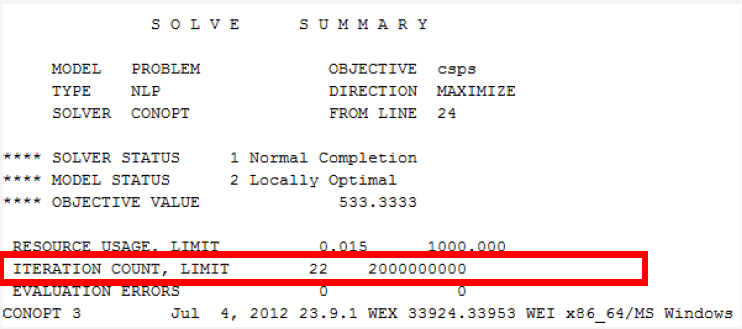 S O L V E      S U M M A R Y
MODEL   PROBLEM             OBJECTIVE  csps
TYPE    NLP                 DIRECTION  MAXIMIZE
SOLVER  CONOPT              FROM LINE  24
**** SOLVER STATUS     1 Normal Completion
**** MODEL STATUS      2 Locally Optimal
**** OBJECTIVE VALUE              533.3333
RESOURCE USAGE, LIMIT          0.015      1000.000
ITERATION COUNT, LIMIT        22    2000000000
EVALUATION ERRORS              0             0
CONOPT 3         Jul  4, 2012 23.9.1 WEX 33924.33953 WEI x86_64/MS Windows